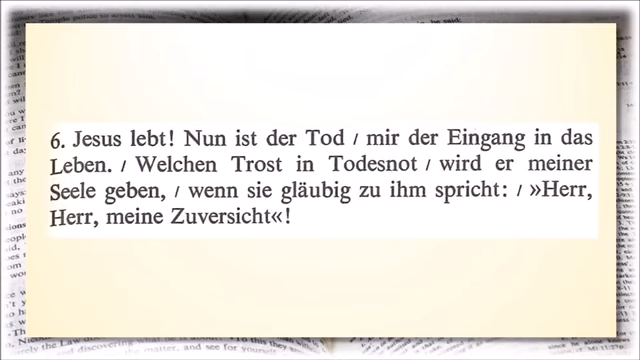 6. Jesus lebt! Nun ist der Tod / mir der Eingang in das
Leben. / Welchen Trost in Todesnot / wird er meiner
Seele geben, / wenn sie gläubig zu ihm spricht: / »Herr,
Herr, meine Zuversicht«!